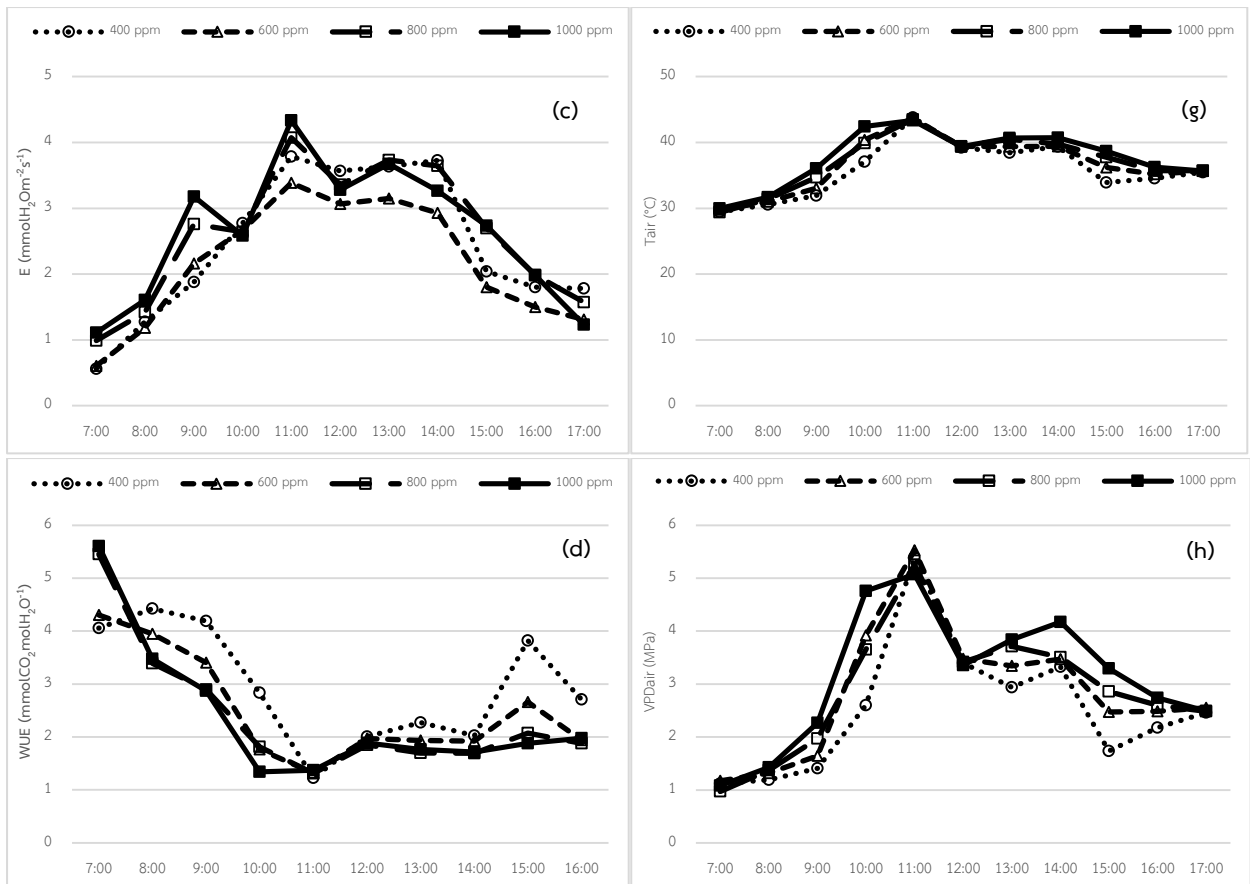 400 ppm 600 ppm 800 ppm 1000 ppm
(c)
E (mmolH₂Om⁻²s⁻¹)
5
4
3
2
1
0
7:00 8:00 9:00 10:00 11:00 12:00 13:00 14:00 15:00 16:00 17:00
400 ppm 600 ppm 800 ppm 1000 ppm
(g)
Tair (°C)
50
40
30
20
10
0
7:00 8:00 9:00 10:00 11:00 12:00 13:00 14:00 15:00 16:00 17:00
400 ppm 600 ppm 800 ppm 1000 ppm
(d)
WUE (mmolCO₂molH₂O⁻¹)
6
5
4
3
2
1
0
7:00 8:00 9:00 10:00 11:00 12:00 13:00 14:00 15:00 16:00
400 ppm 600 ppm 800 ppm 1000 ppm
(h)
VPDair (MPa)
6
5
4
3
2
1
0
7:00 8:00 9:00 10:00 11:00 12:00 13:00 14:00 15:00 16:00 17:00